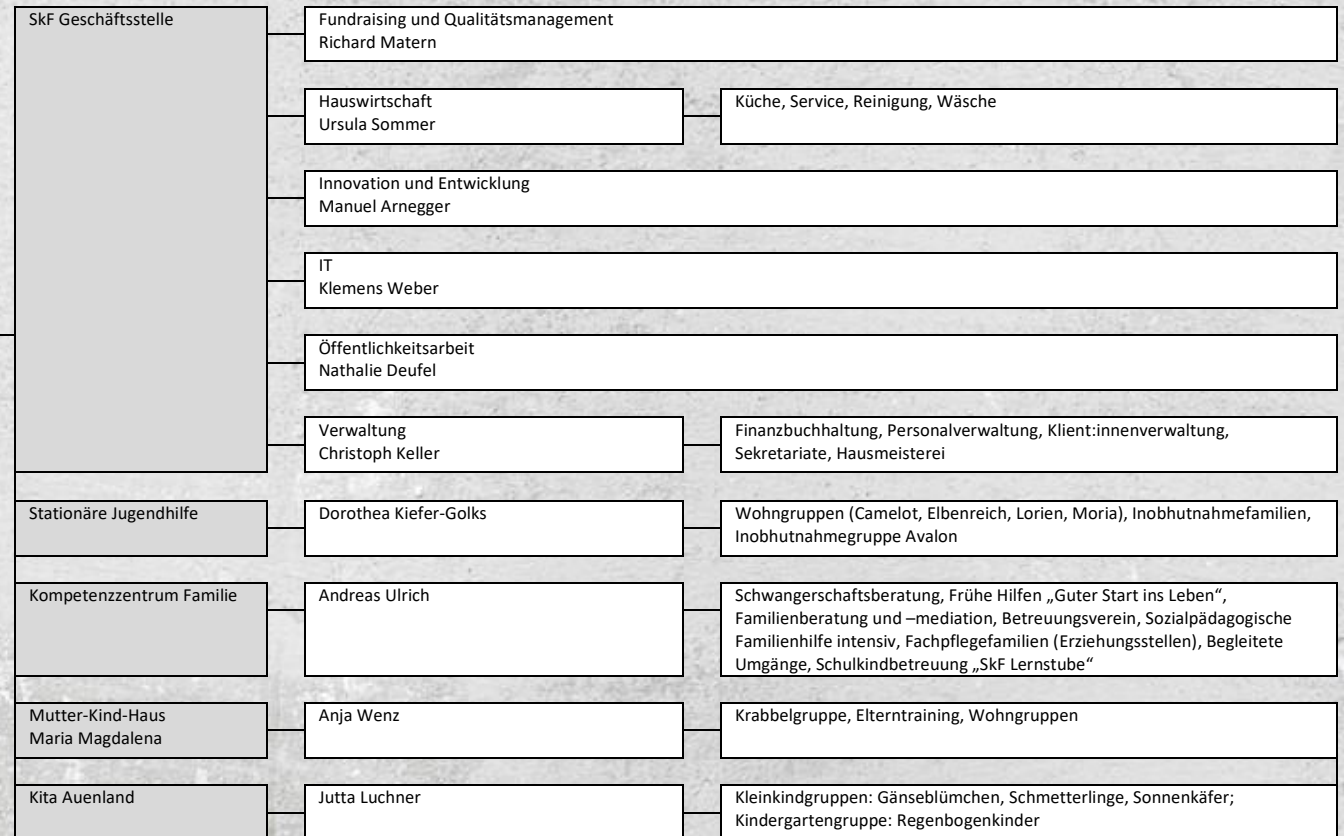 SkF Geschäftsstelle
Fundraising und Qualitätsmanagement
Richard Matern
Hauswirtschaft
Ursula Sommer
Küche, Service, Reinigung, Wäsche
Innovation und Entwicklung
Manuel Arnegger
IT
Klemens Weber
Öffentlichkeitsarbeit
Nathalie Deufel
Verwaltung
Christoph Keller
Finanzbuchhaltung, Personalverwaltung, Klient:innenverwaltung,
Sekretariate, Hausmeisterei
Stationäre Jugendhilfe
Dorothea Kiefer-Golks
Wohngruppen (Camelot, Elbenreich, Lorien, Moria), Inobhutnahmefamilien,
Inobhutnahmegruppe Avalon
Kompetenzzentrum Familie
Andreas Ulrich
Schwangerschaftsberatung, Frühe Hilfen „Guter Start ins Leben“,
Familienberatung und –mediation, Betreuungsverein, Sozialpädagogische
Familienhilfe intensiv, Fachpflegefamilien (Erziehungsstellen), Begleitete
Umgänge, Schulkindbetreuung „SkF Lernstube“
Mutter-Kind-Haus
Maria Magdalena
Anja Wenz
Krabbelgruppe, Elterntraining, Wohngruppen
Kita Auenland
Jutta Luchner
Kleinkindgruppen: Gänseblümchen, Schmetterlinge, Sonnenkäfer;
Kindergartengruppe: Regenbogenkinder